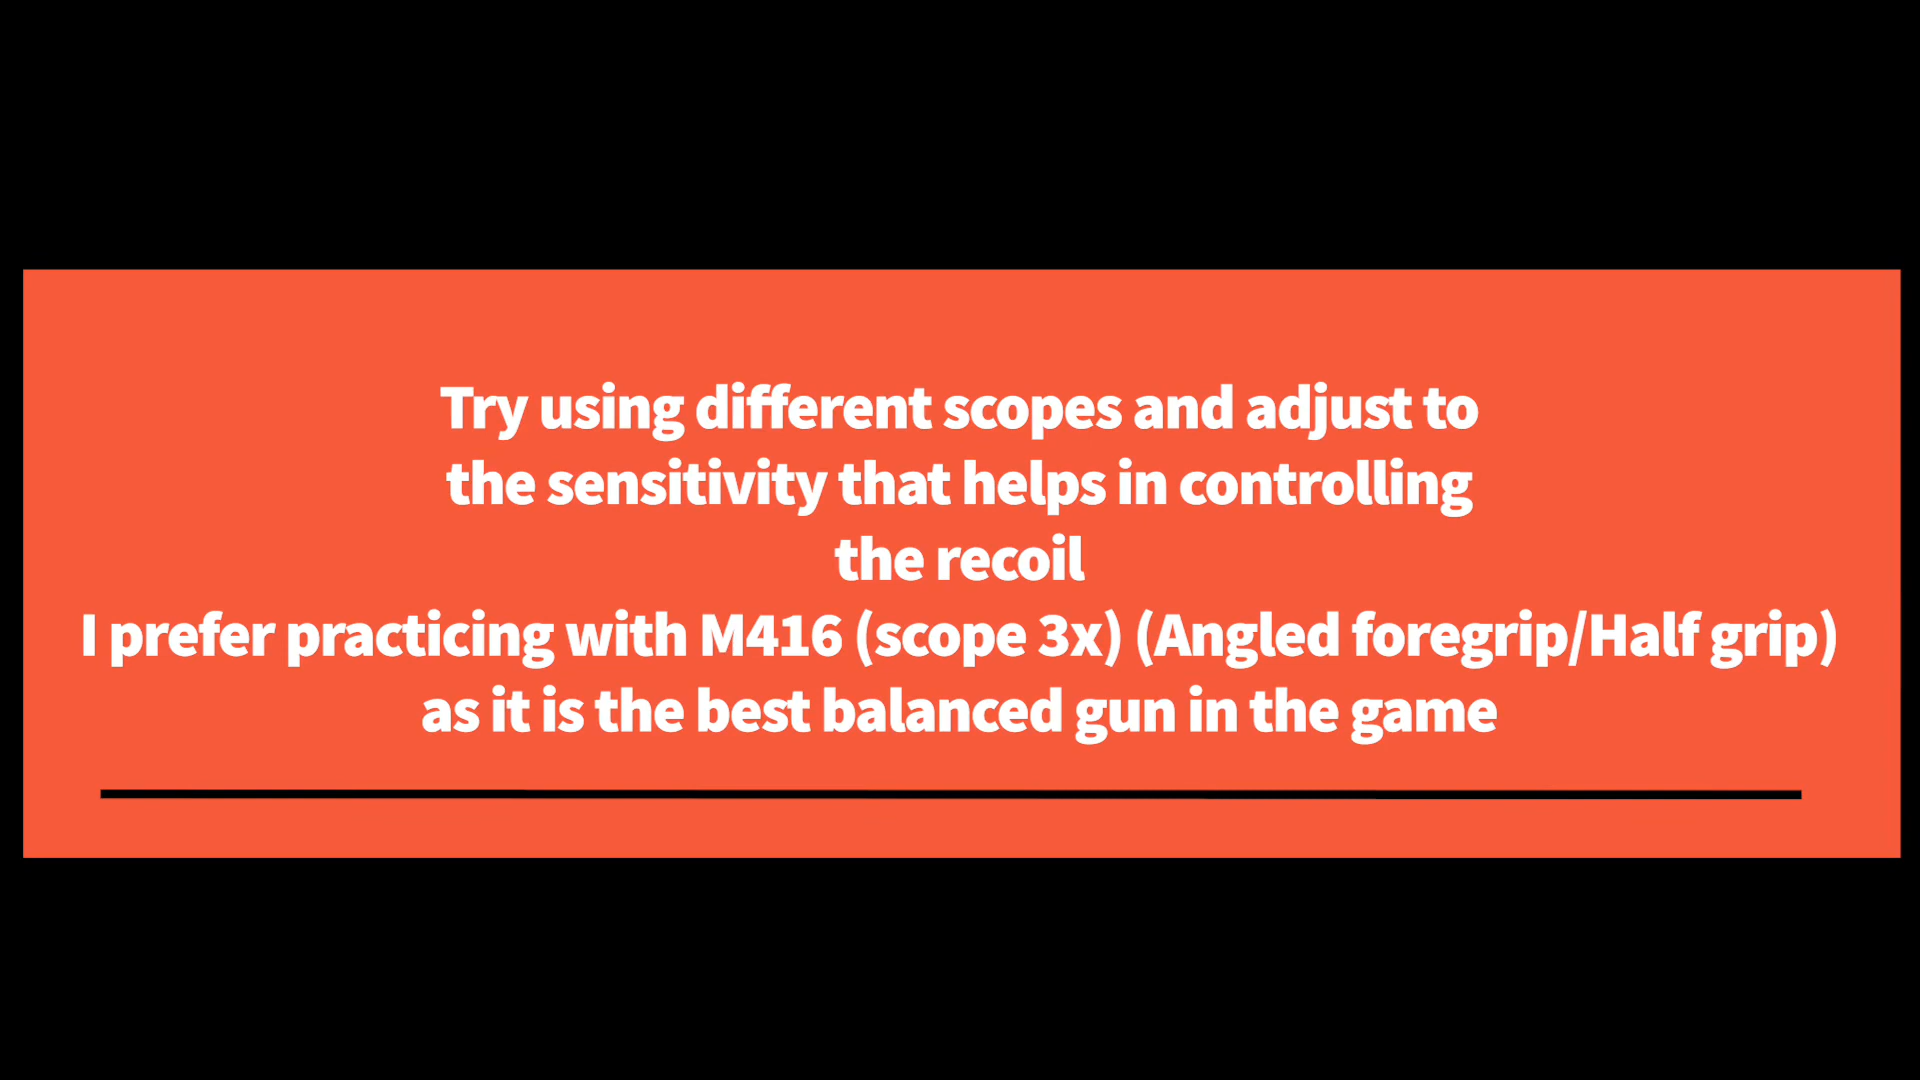 Try using different scopes and adjust to
the sensitivity that helps in controlling
the recoil
I prefer practicing with M416 (scope 3x) (Angled foregrip/Half grip)
as it is the best balanced gun in the game